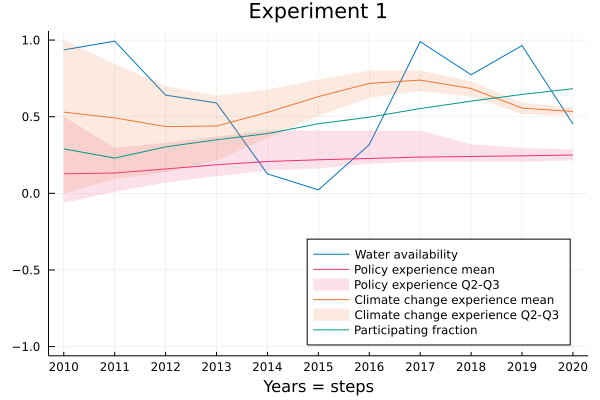 Experiment 1
1.0
0.5
0.0
−0.5
−1.0
Water availability
Policy experience mean
Policy experience Q2-Q3
Climate change experience mean
Climate change experience Q2-Q3
Participating fraction
2010 2011 2012 2013 2014 2015 2016 2017 2018 2019 2020
Years = steps